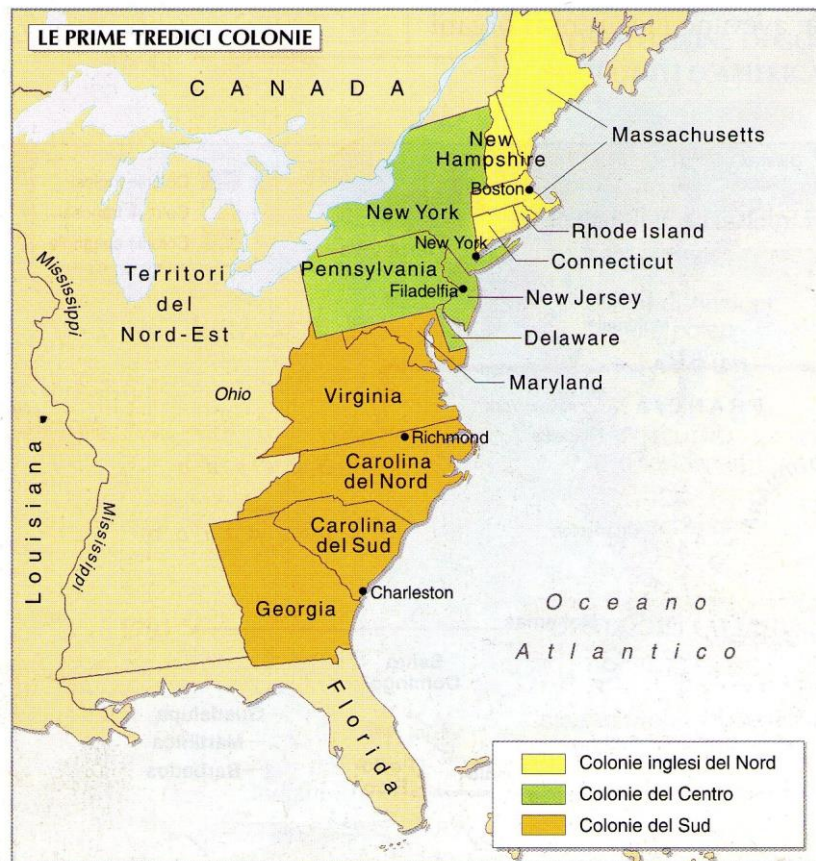 LE PRIME TREDICI COLONIE
CANADA
Massachusetts
New
Hampshire
Boston
New York
Rhode Island
New York
Connecticut
Pennsylvania
Filadelfia
New Jersey
Territori
del
Nord-Est
Mississippi
Delaware
Maryland
Ohio
Virginia
Richmond
Louisiana
Carolina
del Nord
Mississippi
Carolina
del Sud
Charleston
Georgia
Oceano
Atlantico
Florida
Colonie inglesi del Nord
Colonie del Centro
Colonie del Sud